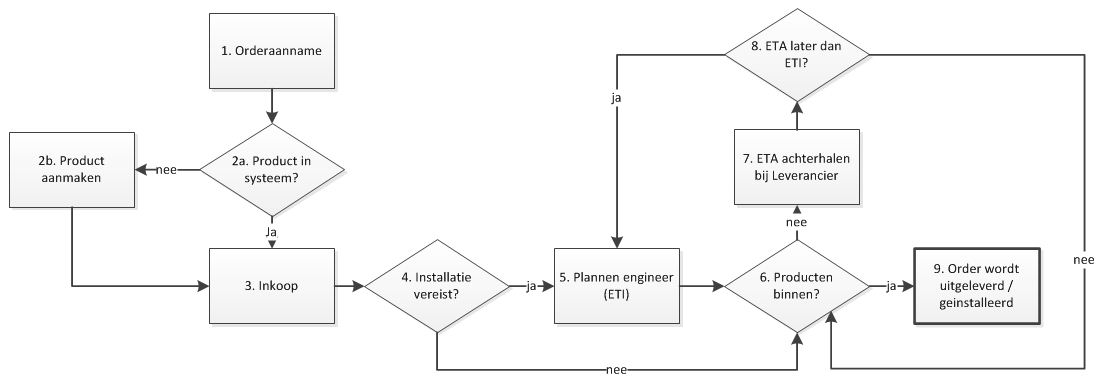 1. Orderaanname
2a. Product in
systeem?
nee
2b. Product
aanmaken
Ja
3. Inkoop
4. Installatie
vereist?
ja
nee
5. Plannen engineer
(ETI)
6. Producten
binnen?
nee
ja
7. ETA achterhalen
bij Leverancier
8. ETA later dan
ETI?
ja
nee
9. Order wordt
uitgeleverd /
geinstalleerd